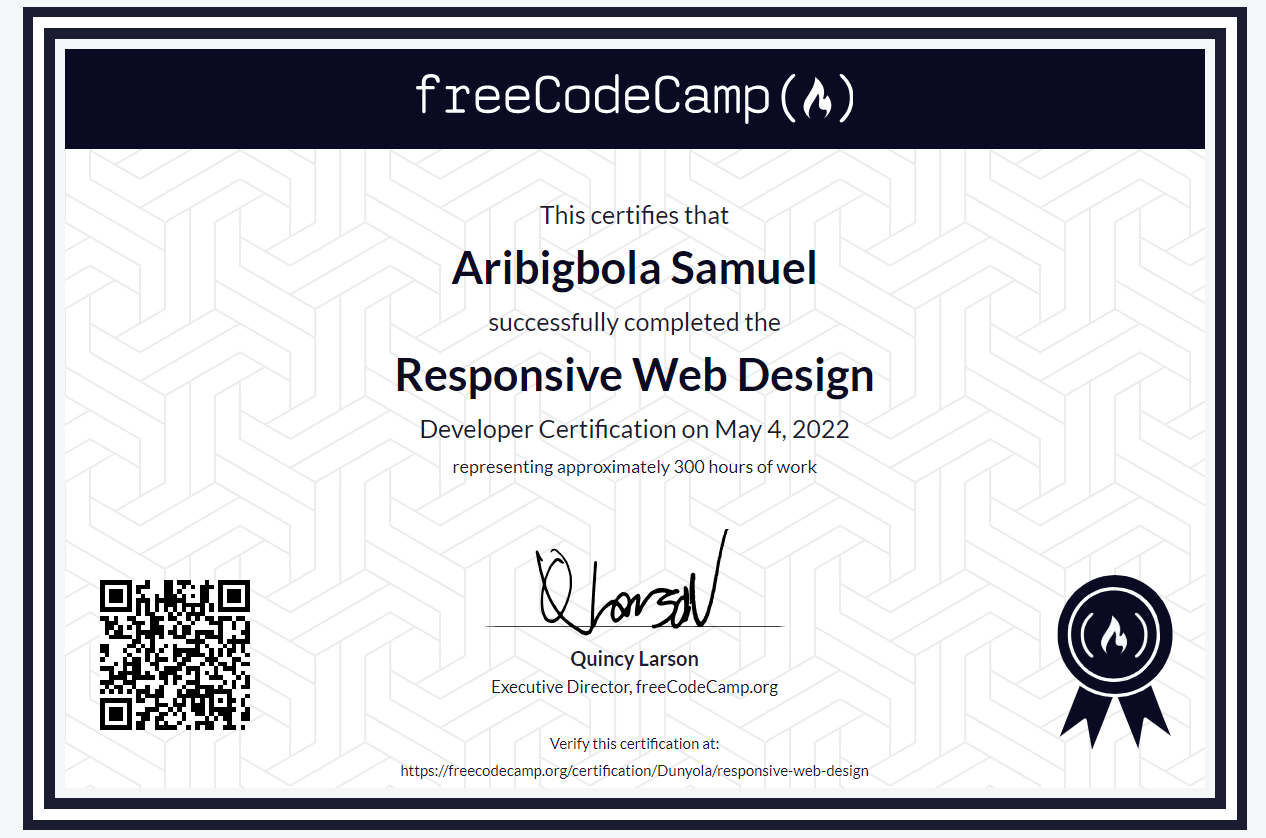 freeCodeCamp(🔥)
This certifies that
Aribigbola Samuel
successfully completed the
Responsive Web Design
Developer Certification on May 4, 2022
representing approximately 300 hours of work
Quincy Larson
Executive Director, freeCodeCamp.org
Verify this certification at:
https://freecodecamp.org/certification/Dunyola/responsive-web-design